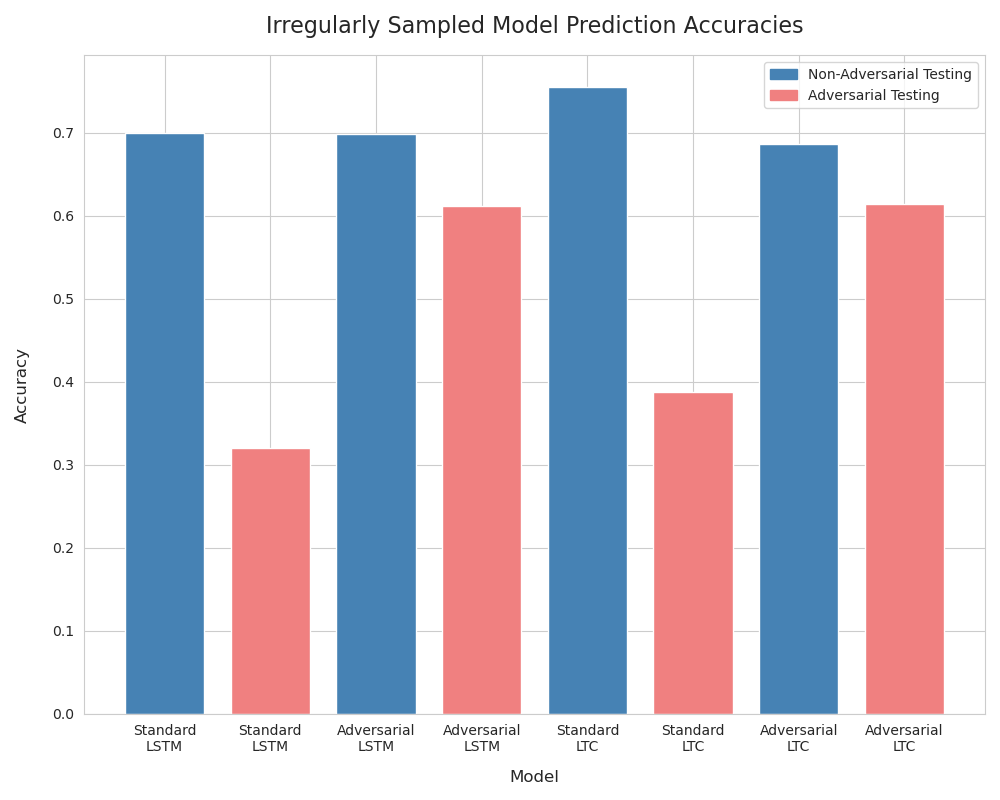 Irregularly Sampled Model Prediction Accuracies
Non-Adversarial Testing
Adversarial Testing
Accuracy
0.7
0.6
0.5
0.4
0.3
0.2
0.1
0.0
Standard
LSTM
Standard
LSTM
Adversarial
LSTM
Adversarial
LSTM
Standard
LTC
Standard
LTC
Adversarial
LTC
Adversarial
LTC
Model